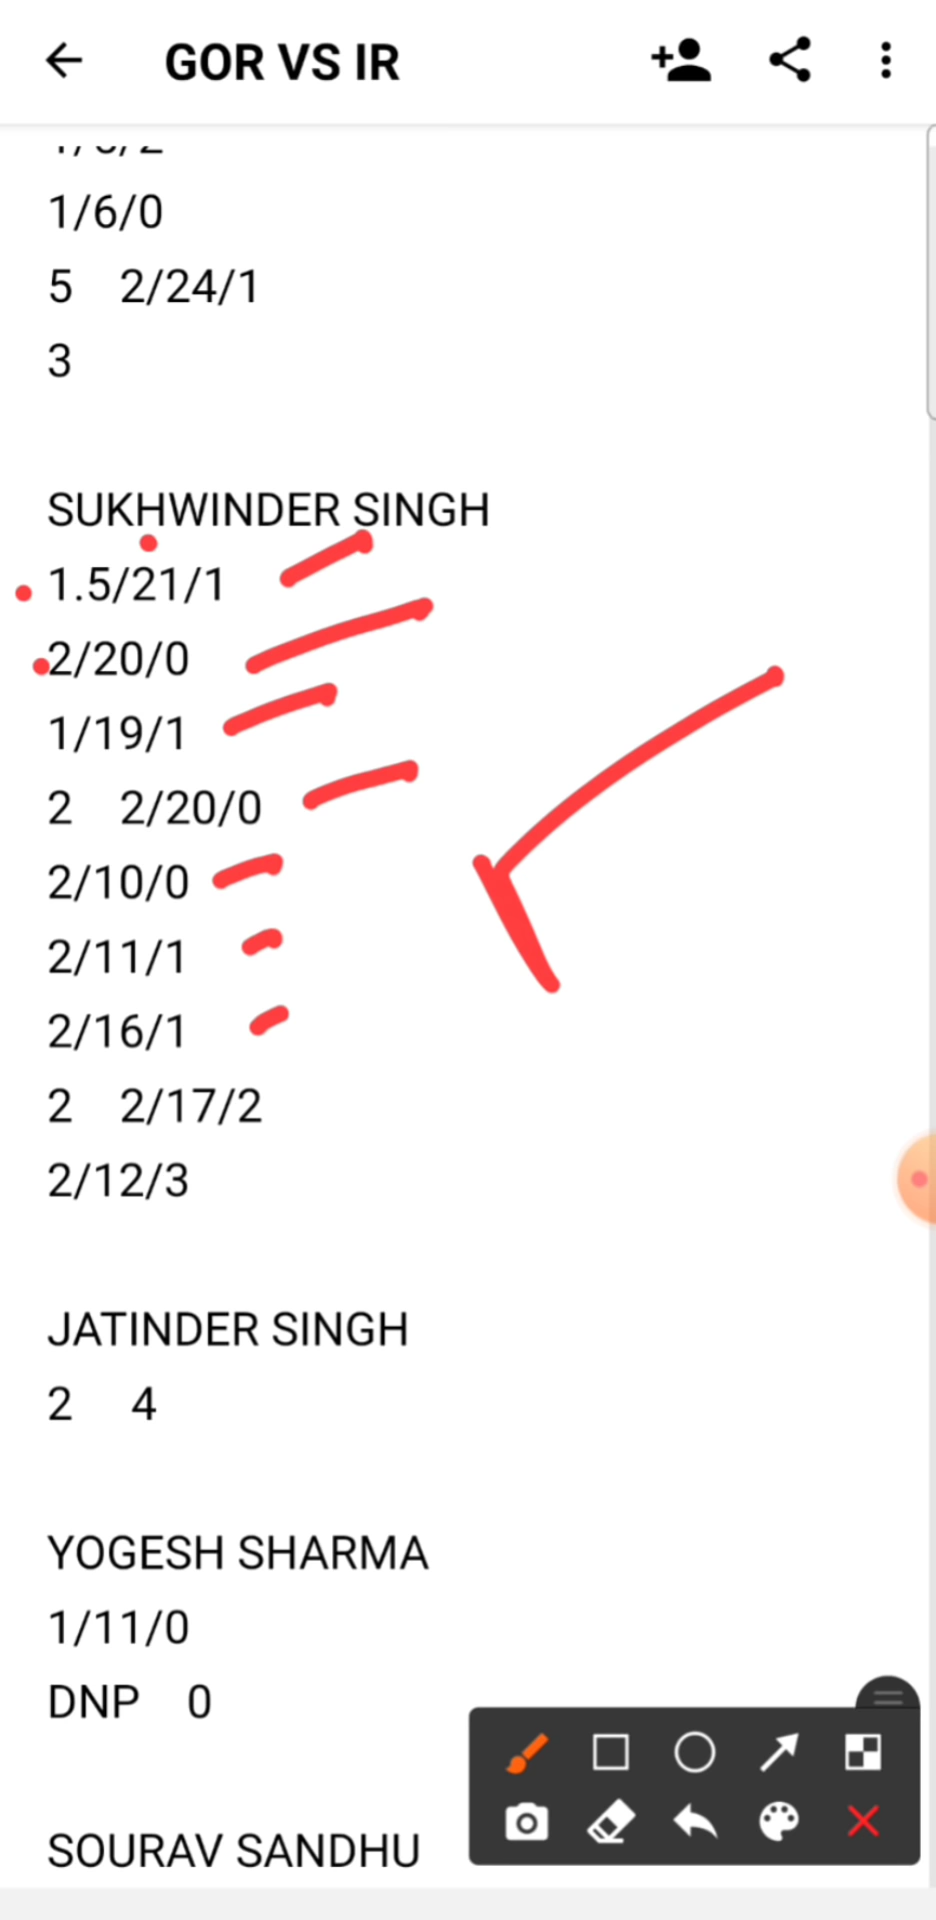 GOR VS IR
1/6/0
5 2/24/1
3
SUKHWINDER SINGH
1.5/21/1
2/20/0
1/19/1
2 2/20/0
2/10/0
2/11/1
2/16/1
2 2/17/2
2/12/3
JATINDER SINGH
2 4
YOGESH SHARMA
1/11/0
DNP 0
SOURAV SANDHU